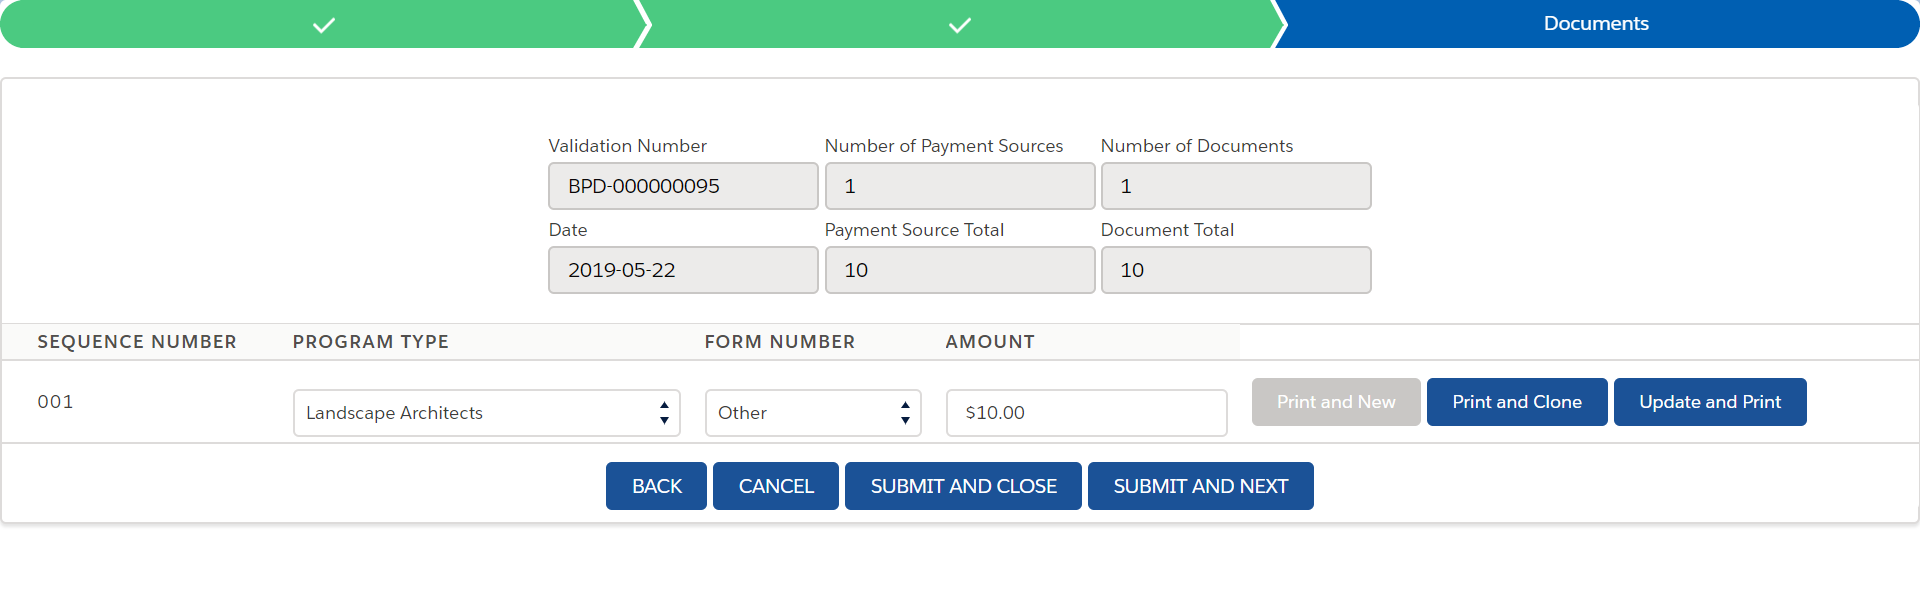 Documents
Validation Number Number of Payment Sources Number of Documents
BPD-000000095 1 1
Date Payment Source Total Document Total
2019-05-22 10 10
SEQUENCE NUMBER PROGRAM TYPE FORM NUMBER AMOUNT
001 Landscape Architects Other $10.00 Print and New Print and Clone Update and Print
BACK CANCEL SUBMIT AND CLOSE SUBMIT AND NEXT